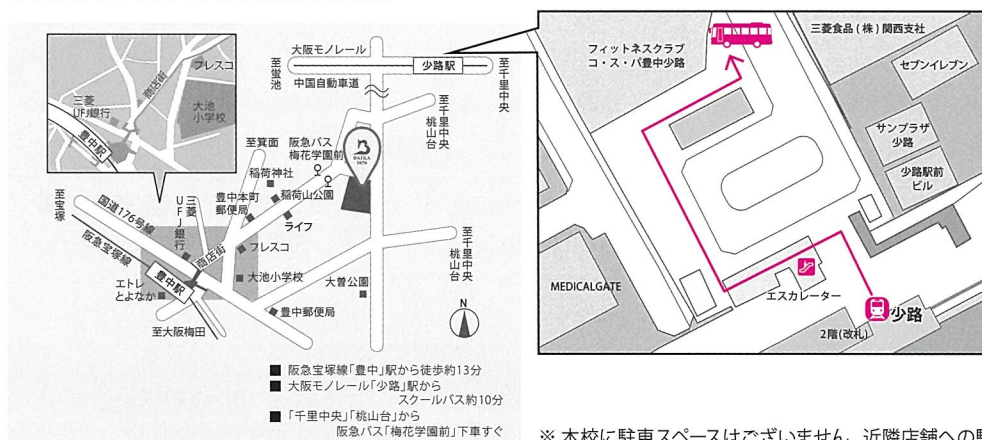 大阪モノレール
少路駅
至蛍池
至千里中央
中国自動車道
フレスコ
商店街
大池
小学校
三菱
UFJ銀行
豊中駅
至千里中央
桃山台
至箕面
阪急バス
梅花学園前
BAIKA
1878
稲荷神社
稲荷山公園
豊中本町
郵便局
ライフ
至宝塚
国道176号線
三菱
UFJ銀行
阪急宝塚線
商店街
フレスコ
豊中駅
大池小学校
エトレ
とよなか
大曽公園
至千里中央
桃山台
豊中郵便局
至大阪梅田
N
■ 阪急宝塚線「豊中」駅から徒歩約13分
■ 大阪モノレール「少路」駅から
スクールバス約10分
■ 「千里中央」「桃山台」から
阪急バス「梅花学園前」下車すぐ
フィットネスクラブ
コ・ス・パ豊中少路
三菱食品(株)関西支社
セブンイレブン
サンプラザ
少路
少路駅前
ビル
MEDICALGATE
エスカレーター
少路
2階(改札)
※ 本校に駐車スペースはございません。近隣店舗への駐